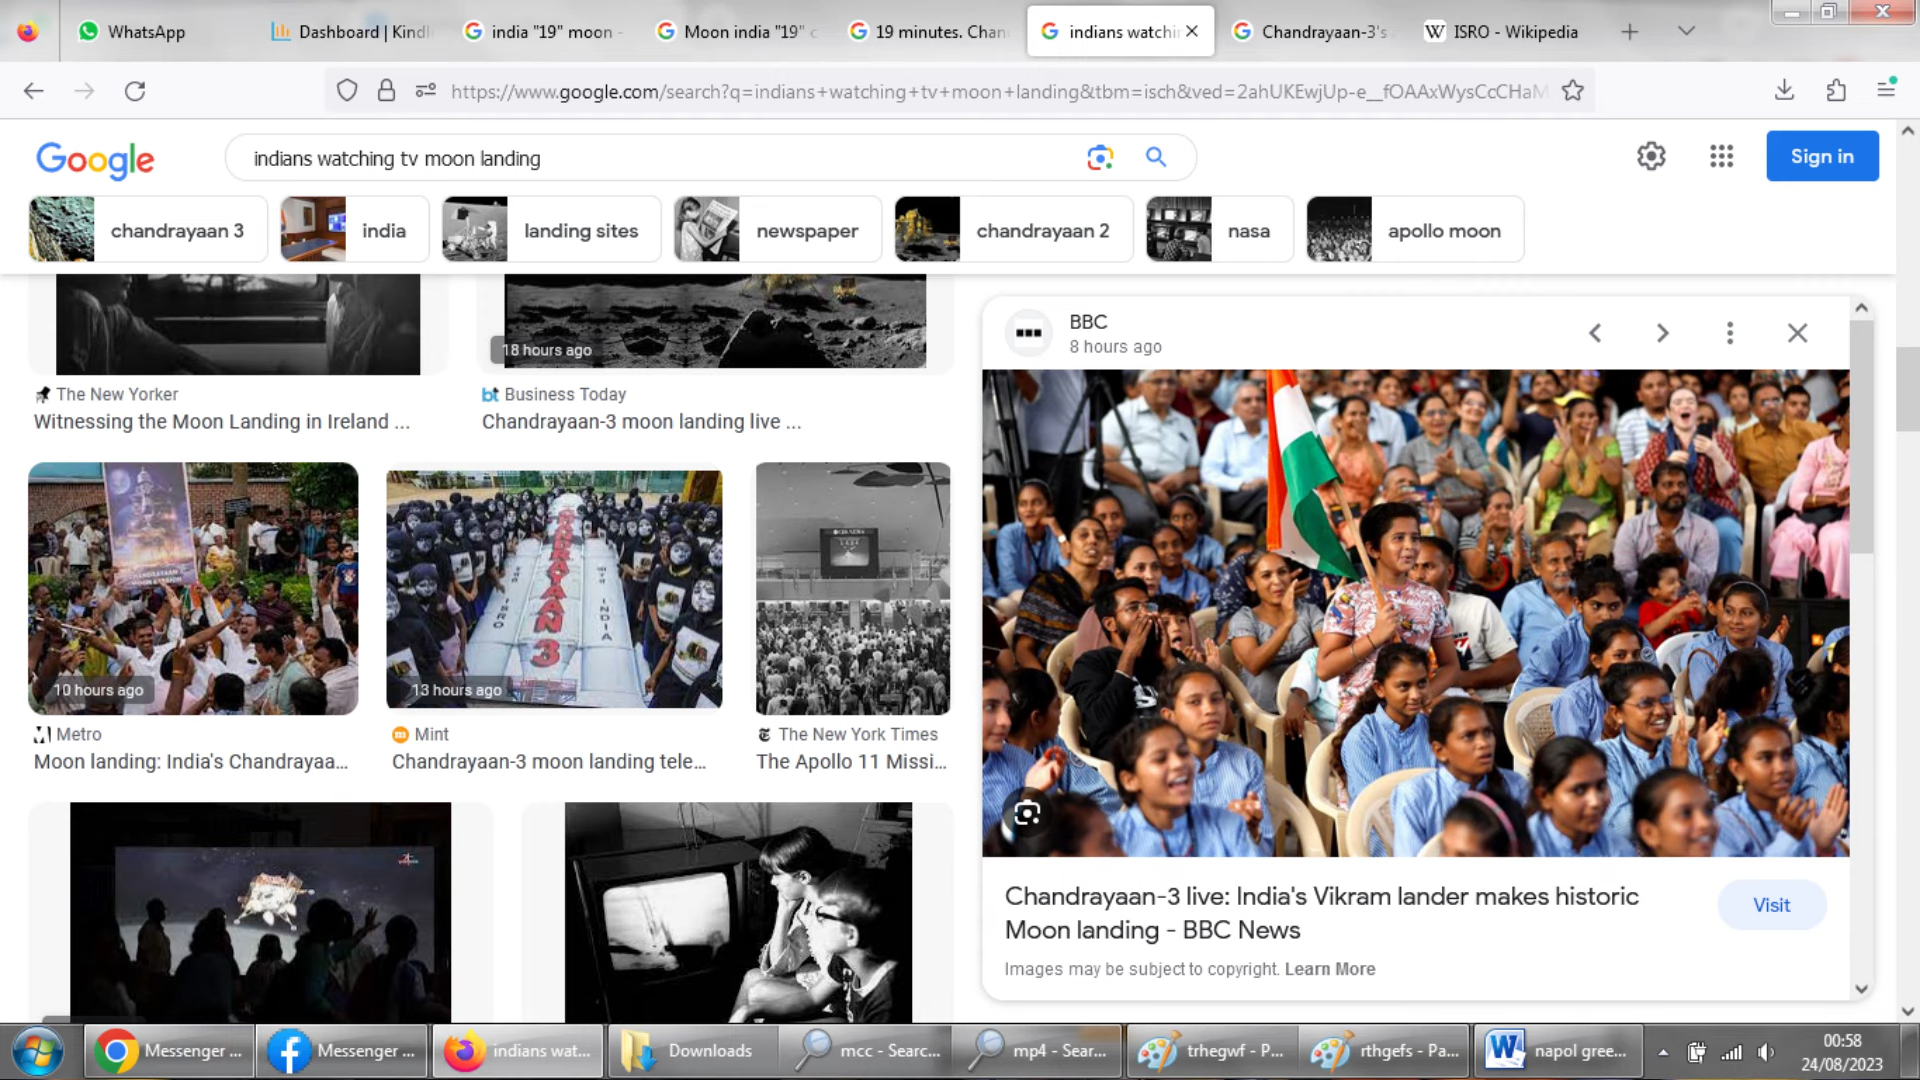 WhatsApp
Dashboard | Kindl
india "19" moon -
Moon india "19" c
19 minutes. Chan
indians watchi
Chandrayaan-3's
ISRO - Wikipedia
https://www.google.com/search?q=indians+watching+tv+moon+landing&tbm=isch&ved=2ahUKEwjUp-e__fOAAxWysCcCHaM
Google
indians watching tv moon landing
Sign in
chandrayaan 3
india
landing sites
newspaper
chandrayaan 2
nasa
apollo moon
18 hours ago
The New Yorker
Witnessing the Moon Landing in Ireland ...
bt Business Today
Chandrayaan-3 moon landing live ...
BBC
8 hours ago
CHANDRAYAAN 3
ISRO
INDIA
10 hours ago
13 hours ago
Metro
Moon landing: India's Chandrayaa...
Mint
Chandrayaan-3 moon landing tele...
The New York Times
The Apollo 11 Missi...
Chandrayaan-3 live: India's Vikram lander makes historic
Moon landing - BBC News
Visit
Images may be subject to copyright. Learn More
Messenger ...
Messenger ...
indians wat...
Downloads
mcc - Searc...
mp4 - Sear...
trhegwf - P...
rthgefs - Pa...
napol gree...
00:58
24/08/2023